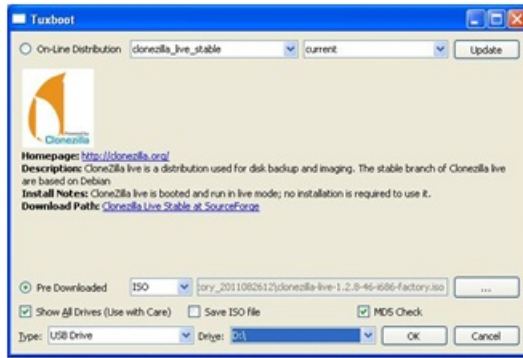 Tuxboot
On-Line Distribution clonezilla_live_stable current Update
Powered by
Clonezilla
Homepage: http://clonezilla.org/
Description: CloneZilla live is a distribution used for disk backup and imaging. The stable branch of Clonezilla live
are based on Debian
Install Notes: CloneZilla live is booted and run in live mode; no installation is required to use it.
Download Path: Clonezilla Live Stable at SourceForge
Pre Downloaded ISO tory_2011082612\clonezilla-live-1.2.8-46-i686-factory.iso ...
Show All Drives (Use with Care) Save ISO file MD5 Check
Type: USB Drive Drive: D:\ OK Cancel